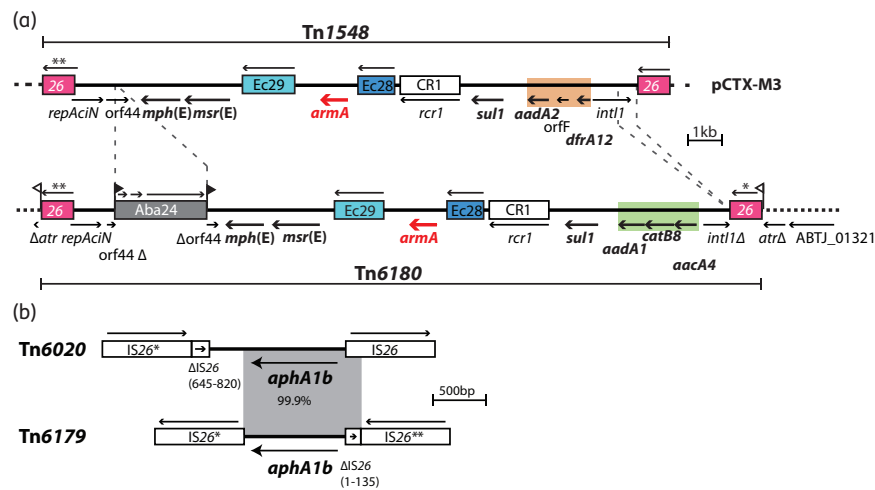 (a)
Tn1548
** 26 Ec29 Ec28 CR1 26 pCTX-M3
repAciN orf44 mph(E) msr(E) armA rcr1 sul1 aadA2 orfF dfrA12 intI1
1kb
** 26 Aba24 Ec29 Ec28 CR1 * 26
Δatr repAciN orf44 Δ Δorf44 mph(E) msr(E) armA rcr1 sul1 aadA1 catB8 aacA4 intI1Δ atrΔ ABTJ_01321
Tn6180
(b)
Tn6020 IS26* IS26
ΔIS26 (645-820) aphA1b
99.9%
500bp
Tn6179 IS26* IS26**
aphA1b ΔIS26 (1-135)